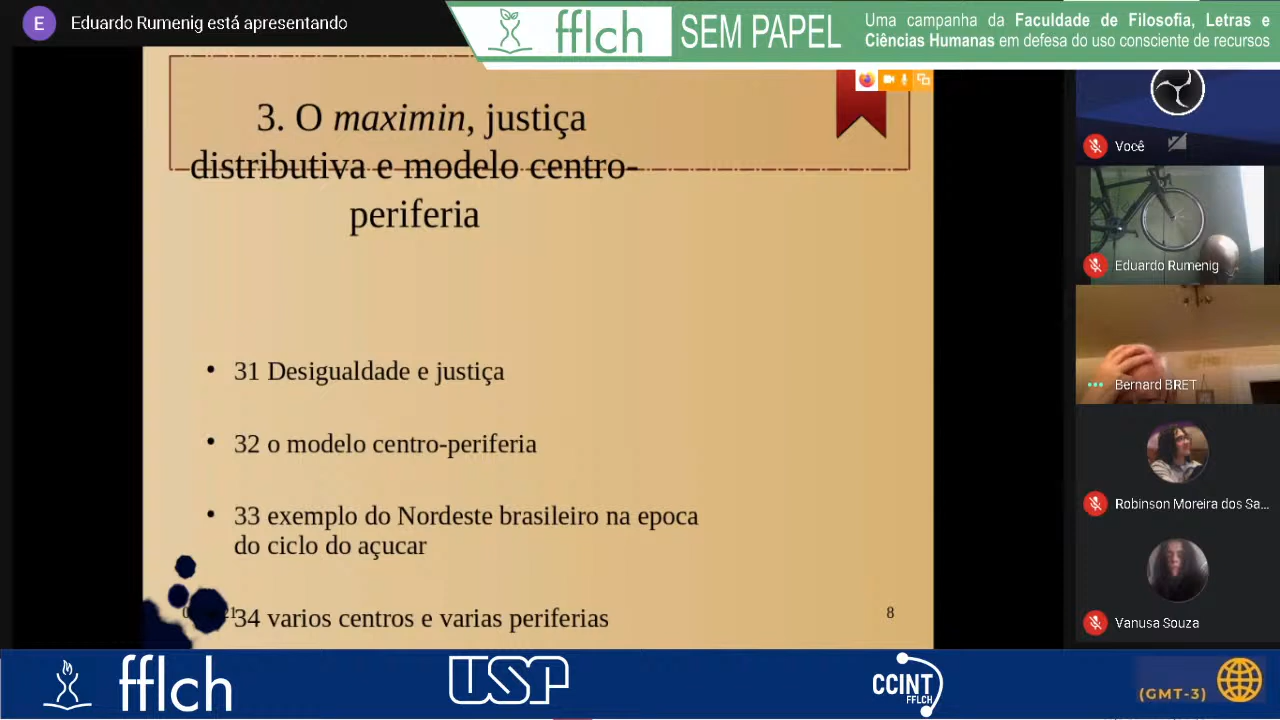 E Eduardo Rumenig está apresentando
fflch SEM PAPEL
Uma campanha da Faculdade de Filosofia, Letras e
Ciências Humanas em defesa do uso consciente de recursos
3. O maximin, justiça
distributiva e modelo centro-
periferia
• 31 Desigualdade e justiça
• 32 o modelo centro-periferia
• 33 exemplo do Nordeste brasileiro na epoca
do ciclo do açucar
• 34 varios centros e varias periferias
8
Você
Eduardo Rumenig
Bernard BRET
Robinson Moreira dos Sa...
Vanusa Souza
fflch
USP
CCINT
FFLCH
(GMT-3)